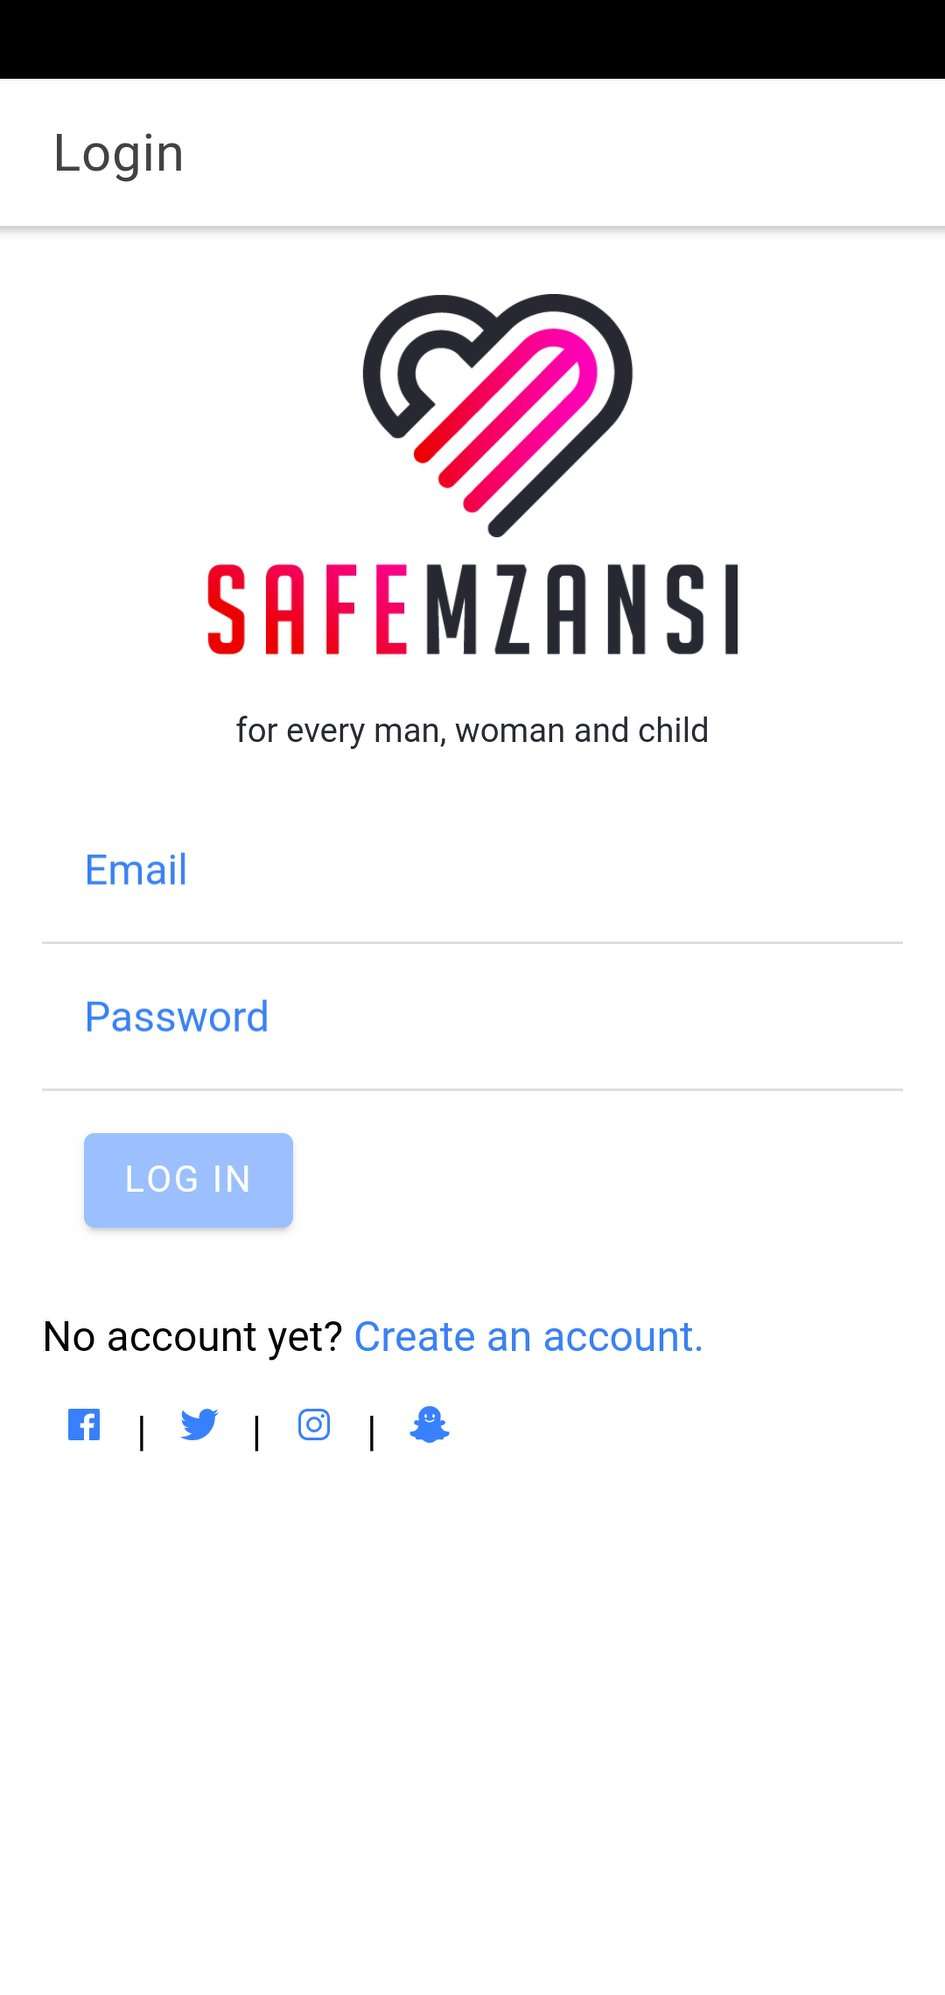 Login
SAFEMZANSI
for every man, woman and child
Email
Password
LOG IN
No account yet? Create an account.
| | |